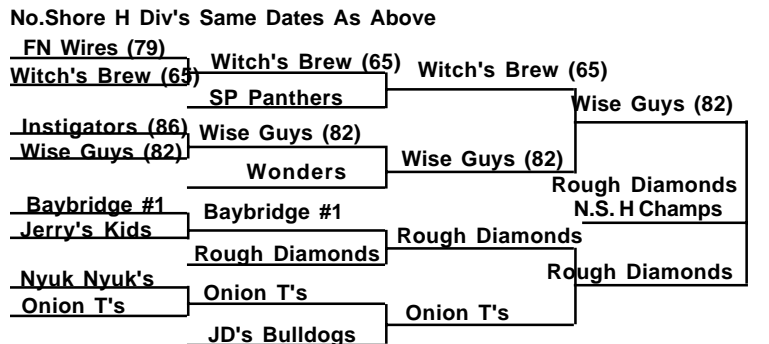 No.Shore H Div's Same Dates As Above
FN Wires (79)
Witch's Brew (65)
Witch's Brew (65)
Witch's Brew (65)
SP Panthers
Wise Guys (82)
Instigators (86)
Wise Guys (82)
Wise Guys (82)
Wise Guys (82)
Wonders
Rough Diamonds
N.S. H Champs
Baybridge #1
Baybridge #1
Jerry's Kids
Rough Diamonds
Rough Diamonds
Rough Diamonds
Nyuk Nyuk's
Onion T's
Onion T's
Onion T's
JD's Bulldogs